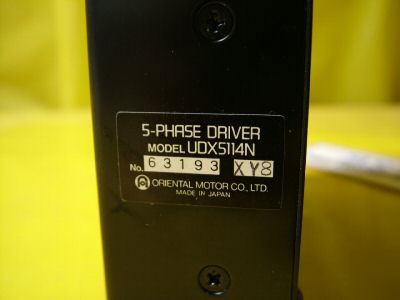 5-PHASE DRIVER
MODEL UDX5114N
No. 63193 XY8
ORIENTAL MOTOR CO., LTD.
MADE IN JAPAN